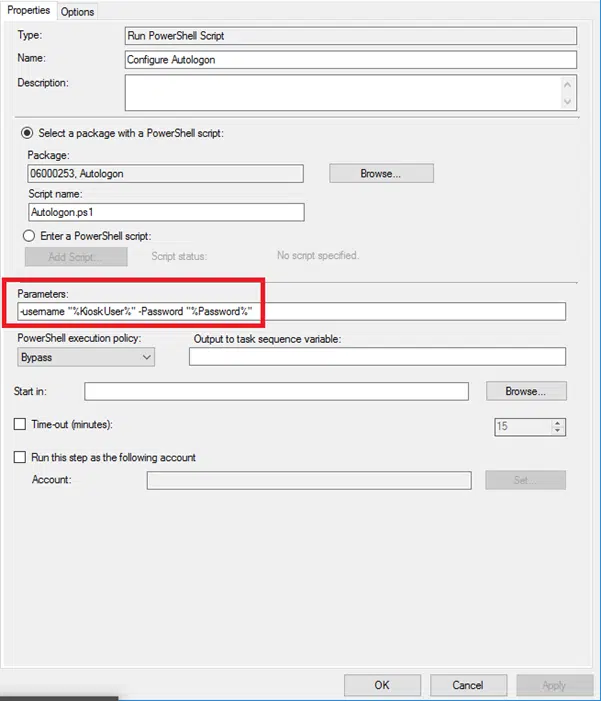 Properties Options
Type: Run PowerShell Script
Name: Configure Autologon
Description:
Select a package with a PowerShell script:
Package:
06000253, Autologon Browse...
Script name:
Autologon.ps1
Enter a PowerShell script:
Add Script... Script status: No script specified.
Parameters:
-username "%KioskUser%" -Password "%Password%"
PowerShell execution policy: Output to task sequence variable:
Bypass
Start in: Browse...
Time-out (minutes): 15
Run this step as the following account
Account: Set...
OK Cancel Apply